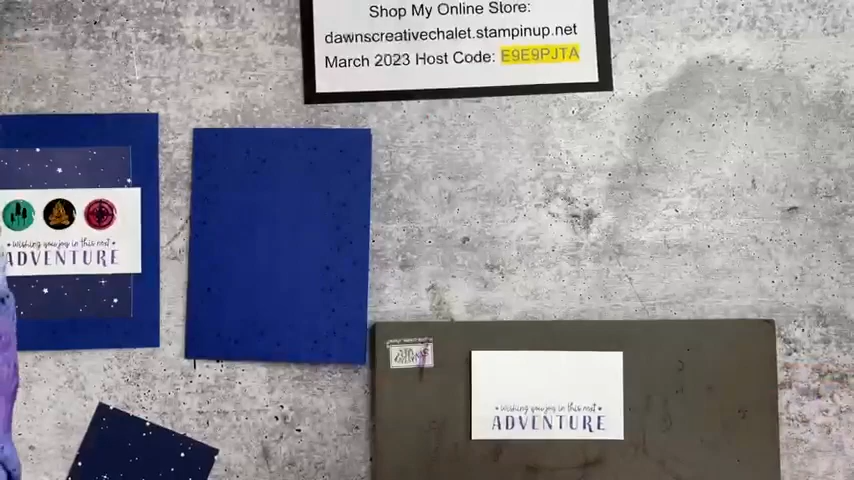 Shop My Online Store:
dawnscreativechalet.stampinup.net
March 2023 Host Code: E9E9PJTA
wishing you joy in this next
ADVENTURE
wishing you joy in this next
ADVENTURE